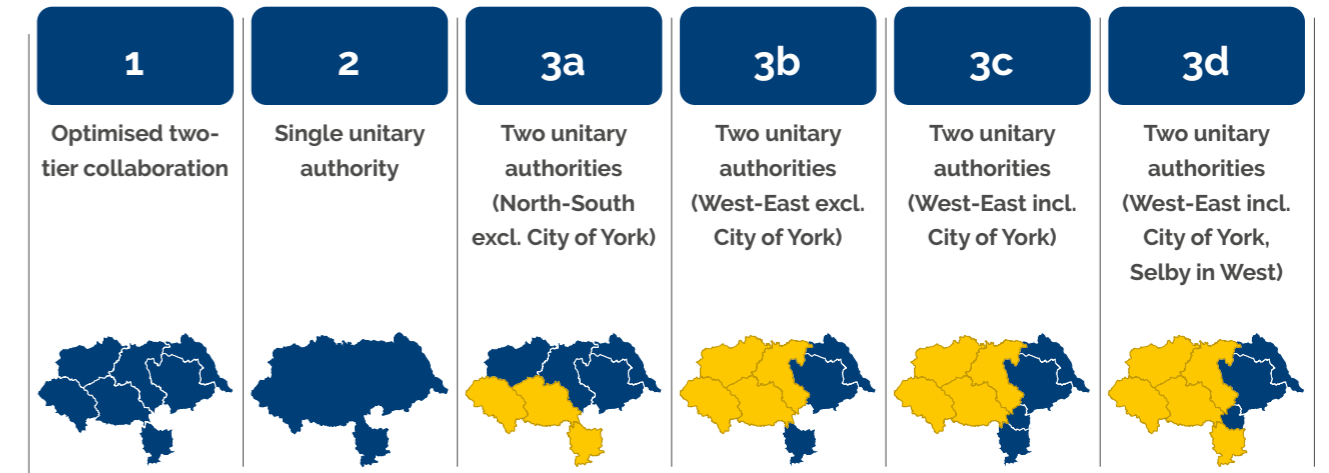 1
Optimised two-
tier collaboration
2
Single unitary
authority
3a
Two unitary
authorities
(North-South
excl. City of York)
3b
Two unitary
authorities
(West-East excl.
City of York)
3c
Two unitary
authorities
(West-East incl.
City of York)
3d
Two unitary
authorities
(West-East incl.
City of York,
Selby in West)